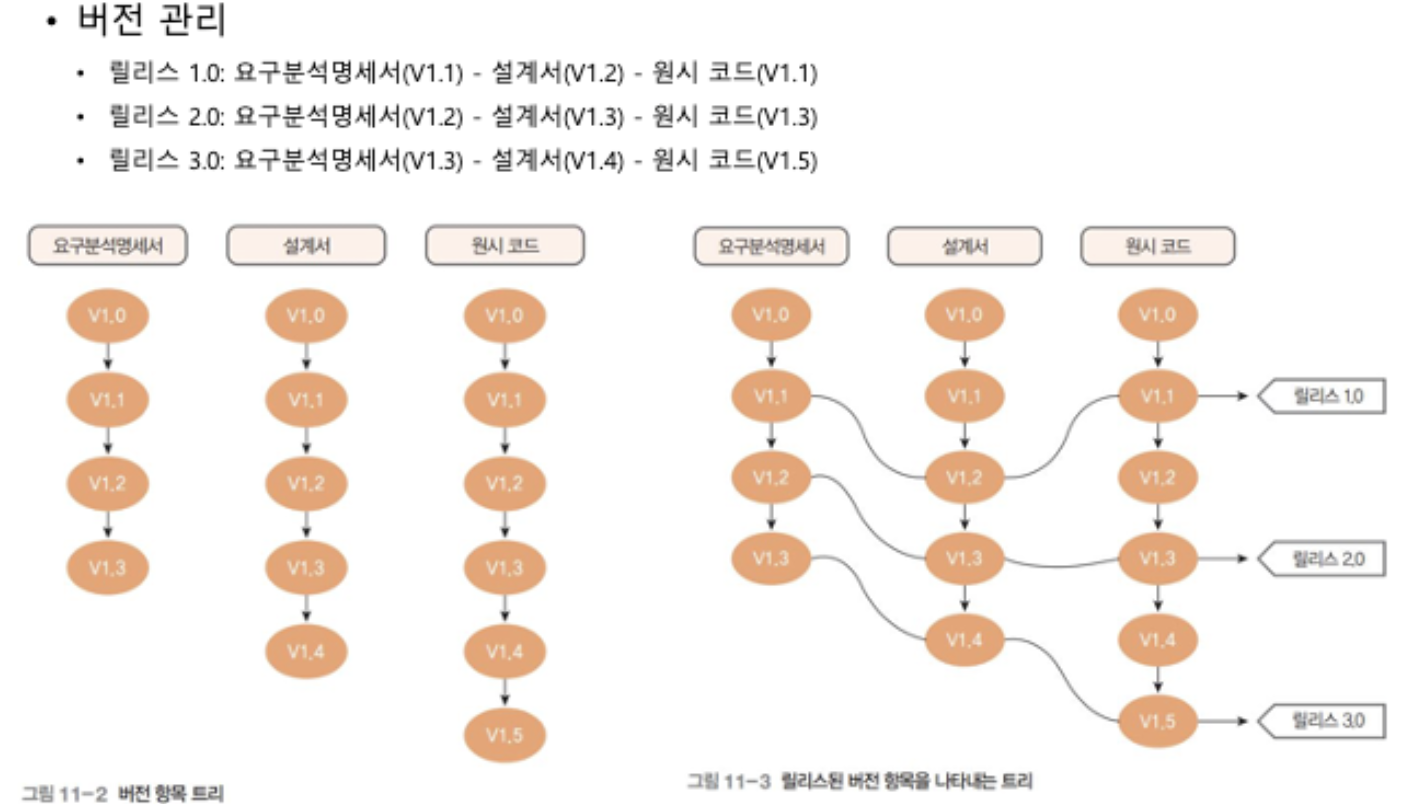 • 버전 관리
• 릴리스 1.0: 요구분석명세서(V1.1) - 설계서(V1.2) - 원시 코드(V1.1)
• 릴리스 2.0: 요구분석명세서(V1.2) - 설계서(V1.3) - 원시 코드(V1.3)
• 릴리스 3.0: 요구분석명세서(V1.3) - 설계서(V1.4) - 원시 코드(V1.5)
요구분석명세서 설계서 원시 코드
V1.0 V1.0 V1.0
V1.1 V1.1 V1.1
V1.2 V1.2 V1.2
V1.3 V1.3 V1.3
V1.4 V1.4
V1.5
그림 11-2 버전 항목 트리
요구분석명세서 설계서 원시 코드
V1.0 V1.0 V1.0
V1.1 V1.1 V1.1 릴리스 1.0
V1.2 V1.2 V1.2
V1.3 V1.3 V1.3 릴리스 2.0
V1.4 V1.4
V1.5 릴리스 3.0
그림 11-3 릴리스된 버전 항목을 나타내는 트리